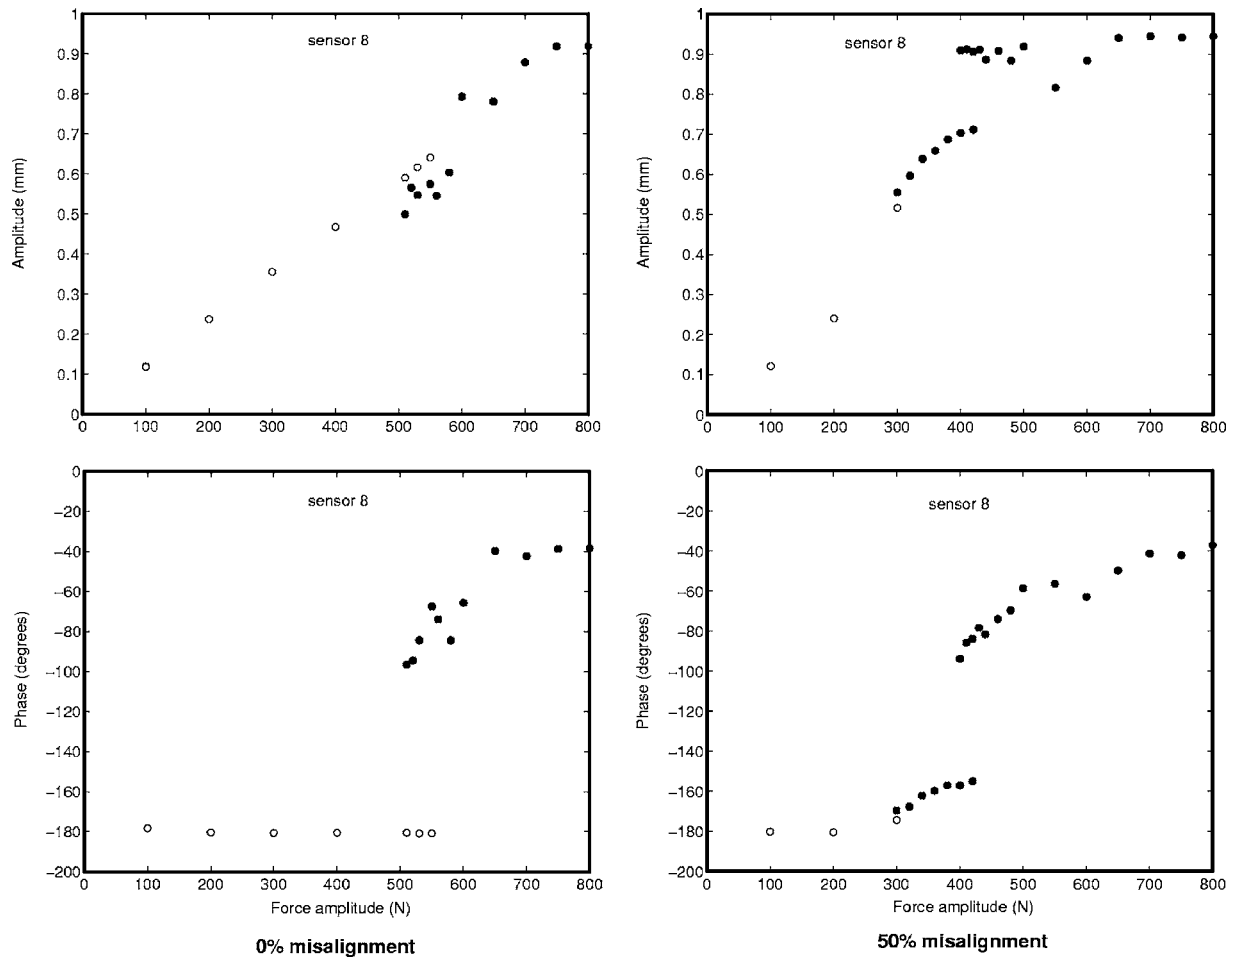 1
0.9
0.8
0.7
0.6
0.5
0.4
0.3
0.2
0.1
0
Amplitude (mm)
sensor 8
0 100 200 300 400 500 600 700 800
1
0.9
0.8
0.7
0.6
0.5
0.4
0.3
0.2
0.1
0
Amplitude (mm)
sensor 8
0 100 200 300 400 500 600 700 800
0
−20
−40
−60
−80
−100
−120
−140
−160
−180
−200
Phase (degrees)
sensor 8
0 100 200 300 400 500 600 700 800
Force amplitude (N)
0% misalignment
0
−20
−40
−60
−80
−100
−120
−140
−160
−180
−200
Phase (degrees)
sensor 8
0 100 200 300 400 500 600 700 800
Force amplitude (N)
50% misalignment